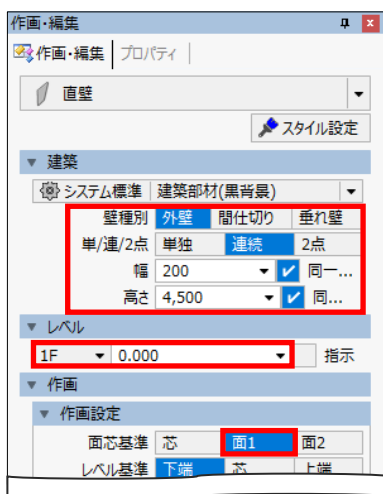 作画・編集
作画・編集 プロパティ
直壁
スタイル設定
建築
システム標準 建築部材(黒背景)
壁種別 外壁 間仕切り 垂れ壁
単/連/2点 単独 連続 2点
幅 200 同一...
高さ 4,500 同...
レベル
1F 0.000 指示
作画
作画設定
面芯基準 芯 面1 面2
レベル基準 下端 芯 上端